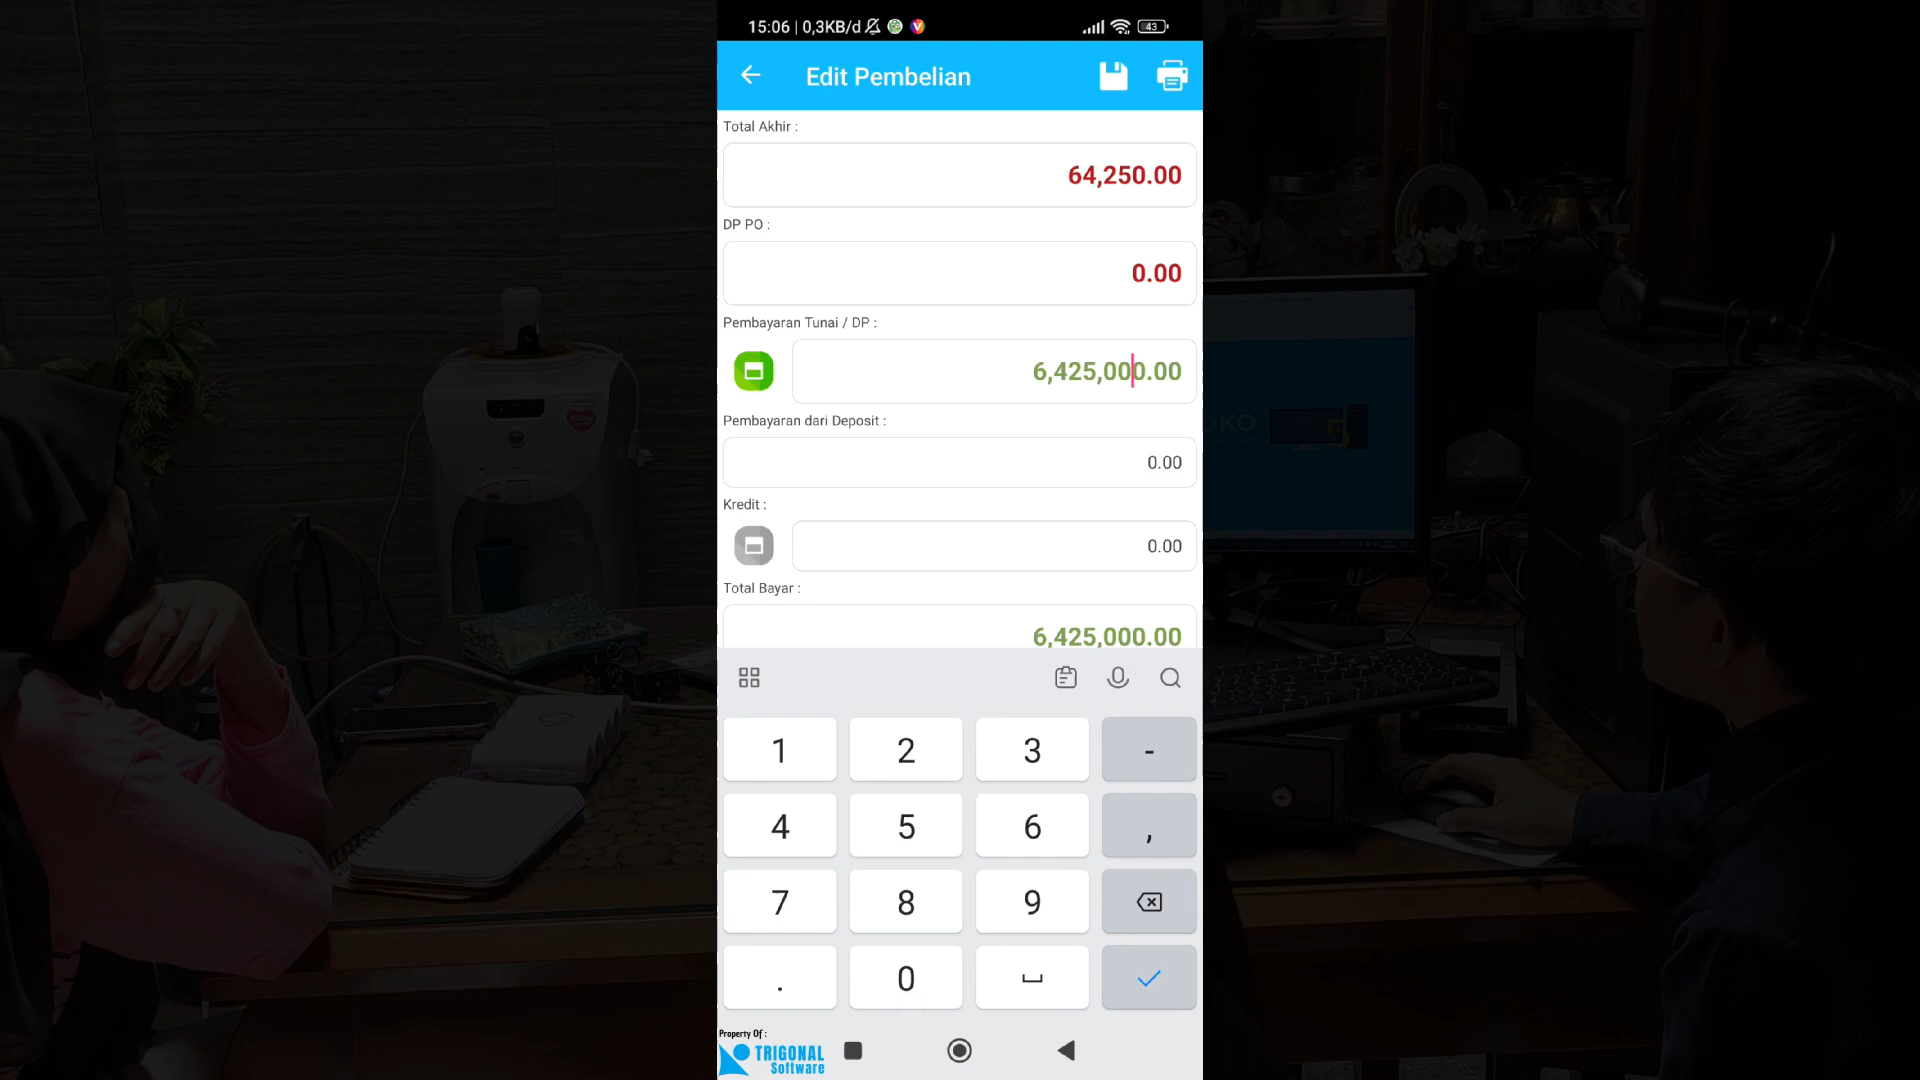 15:06 | 0,3KB/d
43
Edit Pembelian
Total Akhir :
64,250.00
DP PO :
0.00
Pembayaran Tunai / DP :
6,425,000.00
Pembayaran dari Deposit :
0.00
Kredit :
0.00
Total Bayar :
6,425,000.00
1 2 3 -
4 5 6 ,
7 8 9
. 0
Property Of :
TRIGONAL
Software
OKO